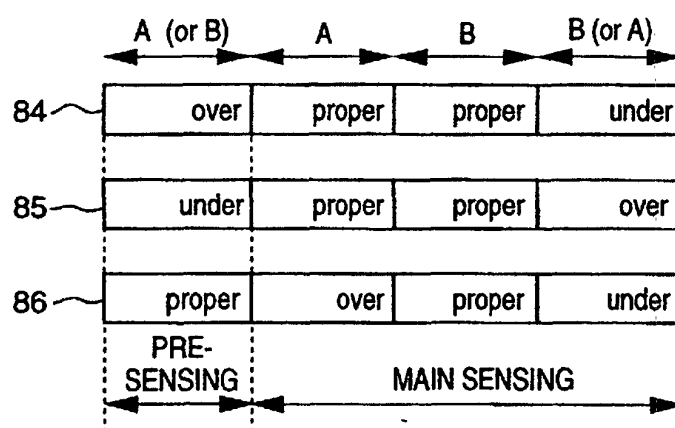 A (or B) A B B (or A)
84 over proper proper under
85 under proper proper over
86 proper over proper under
PRE-
SENSING MAIN SENSING